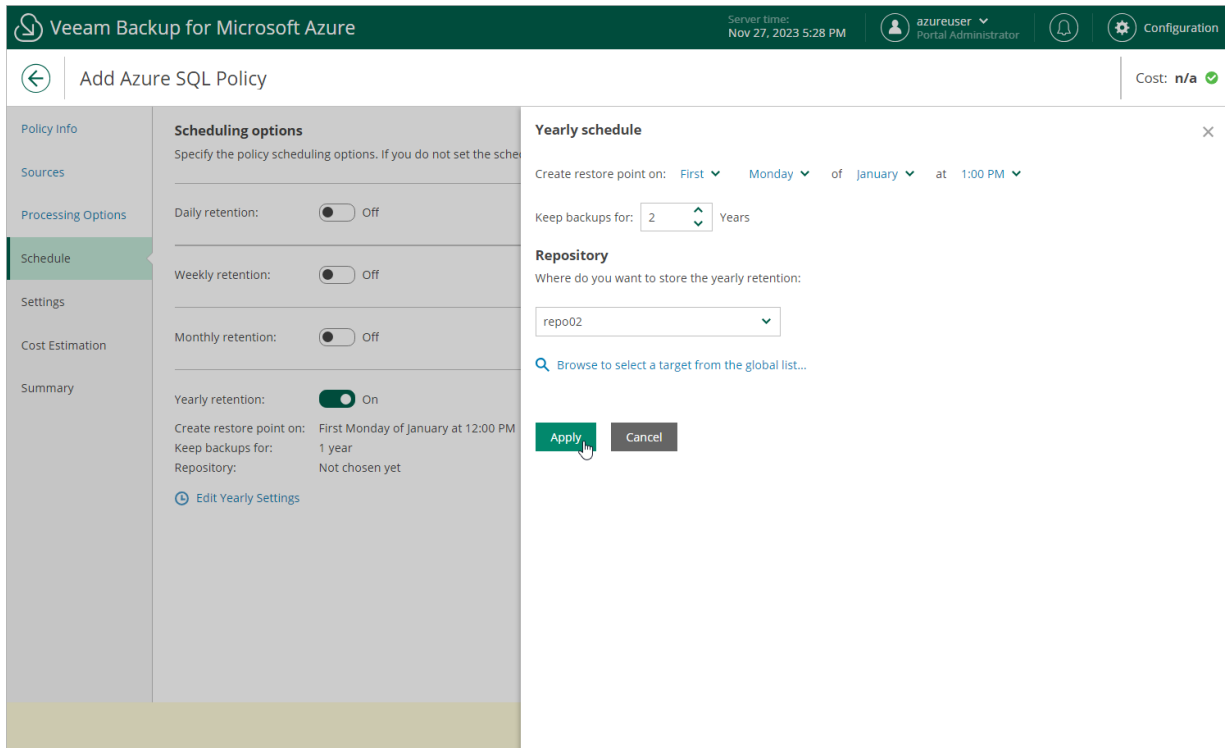 Veeam Backup for Microsoft Azure
Server time:
Nov 27, 2023 5:28 PM
azureuser
Portal Administrator
Configuration
Add Azure SQL Policy
Cost: n/a
Policy Info
Sources
Processing Options
Schedule
Settings
Cost Estimation
Summary
Scheduling options
Specify the policy scheduling options. If you do not set the
Daily retention: Off
Weekly retention: Off
Monthly retention: Off
Yearly retention: On
Create restore point on: First Monday of January at 12:00 PM
Keep backups for: 1 year
Repository: Not chosen yet
Edit Yearly Settings
Yearly schedule
Create restore point on: First Monday of January at 1:00 PM
Keep backups for: 2 Years
Repository
Where do you want to store the yearly retention:
repo02
Browse to select a target from the global list...
Apply Cancel